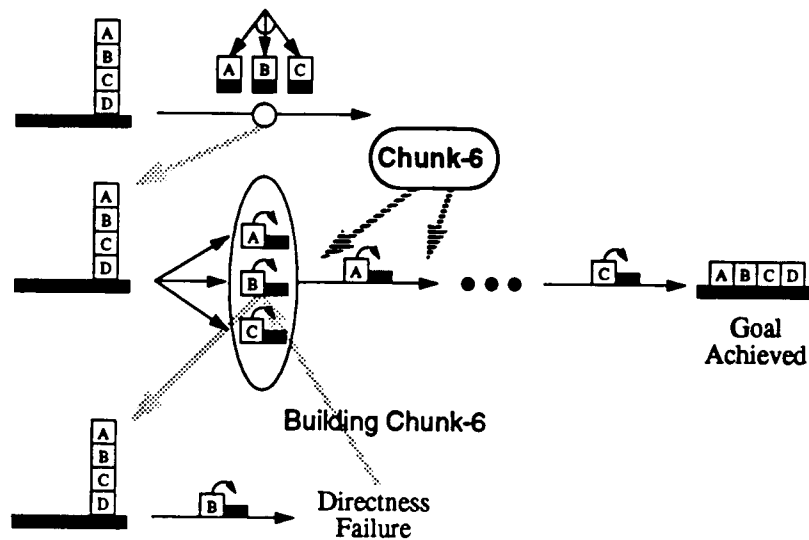 A
B
C
D
A B C
Chunk-6
A
B
C
D
A
B
C
A
C
A B C D
Goal
Achieved
Building Chunk-6
A
B
C
D
B
Directness
Failure